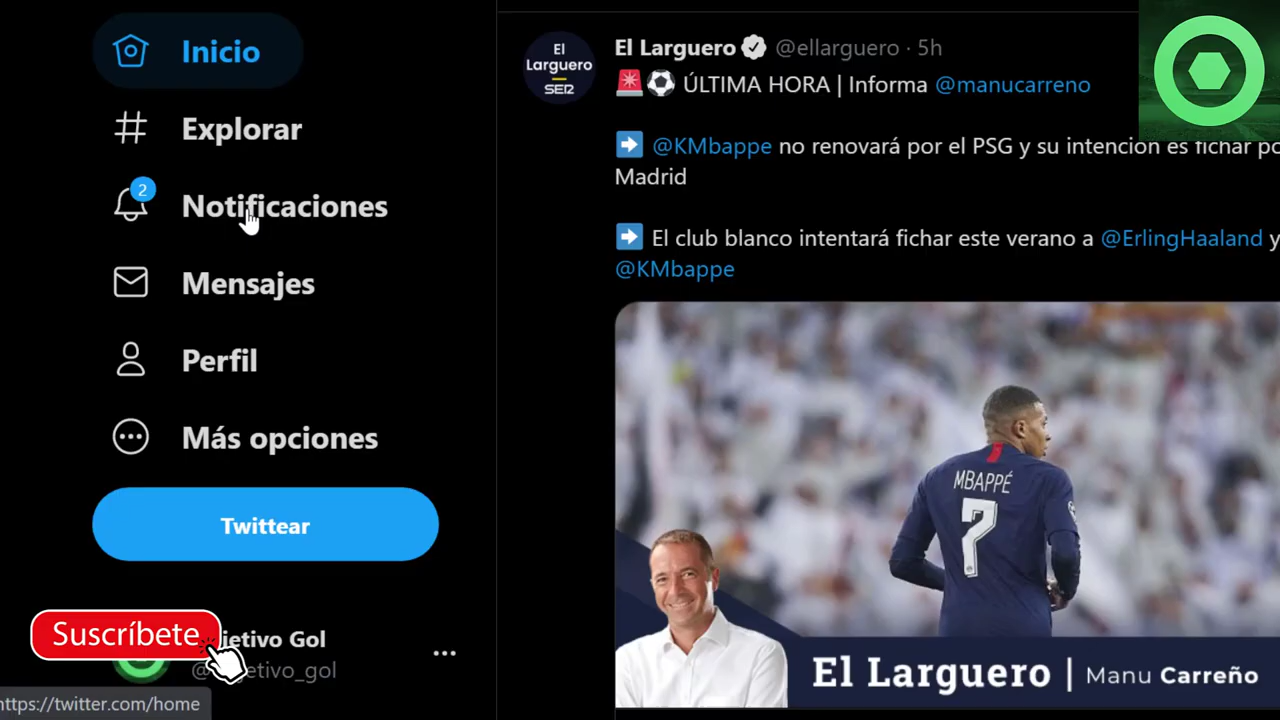 Inicio
Explorar
2
Notificaciones
Mensajes
Perfil
Más opciones
Twittear
Suscríbete
jetivo Gol
jetivo_gol
https://twitter.com/home
El
Larguero
SER
El Larguero @ellarguero · 5h
ÚLTIMA HORA | Informa @manucarreno
@KMbappe no renovará por el PSG y su intención es fichar po
Madrid
El club blanco intentará fichar este verano a @ErlingHaaland y
@KMbappe
MBAPPÉ
7
El Larguero | Manu Carreño